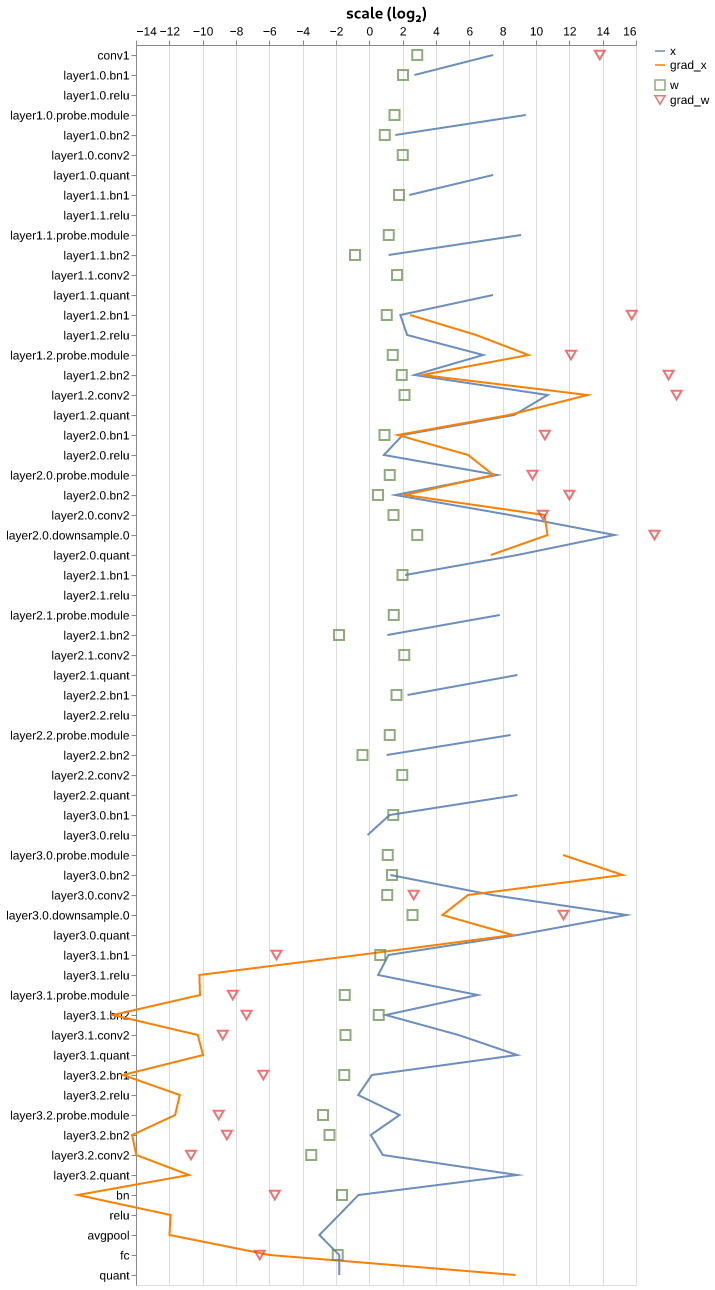 scale (log₂)
−14 −12 −10 −8 −6 −4 −2 0 2 4 6 8 10 12 14 16
x
grad_x
w
grad_w
conv1
layer1.0.bn1
layer1.0.relu
layer1.0.probe.module
layer1.0.bn2
layer1.0.conv2
layer1.0.quant
layer1.1.bn1
layer1.1.relu
layer1.1.probe.module
layer1.1.bn2
layer1.1.conv2
layer1.1.quant
layer1.2.bn1
layer1.2.relu
layer1.2.probe.module
layer1.2.bn2
layer1.2.conv2
layer1.2.quant
layer2.0.bn1
layer2.0.relu
layer2.0.probe.module
layer2.0.bn2
layer2.0.conv2
layer2.0.downsample.0
layer2.0.quant
layer2.1.bn1
layer2.1.relu
layer2.1.probe.module
layer2.1.bn2
layer2.1.conv2
layer2.1.quant
layer2.2.bn1
layer2.2.relu
layer2.2.probe.module
layer2.2.bn2
layer2.2.conv2
layer2.2.quant
layer3.0.bn1
layer3.0.relu
layer3.0.probe.module
layer3.0.bn2
layer3.0.conv2
layer3.0.downsample.0
layer3.0.quant
layer3.1.bn1
layer3.1.relu
layer3.1.probe.module
layer3.1.bn2
layer3.1.conv2
layer3.1.quant
layer3.2.bn1
layer3.2.relu
layer3.2.probe.module
layer3.2.bn2
layer3.2.conv2
layer3.2.quant
bn
relu
avgpool
fc
quant